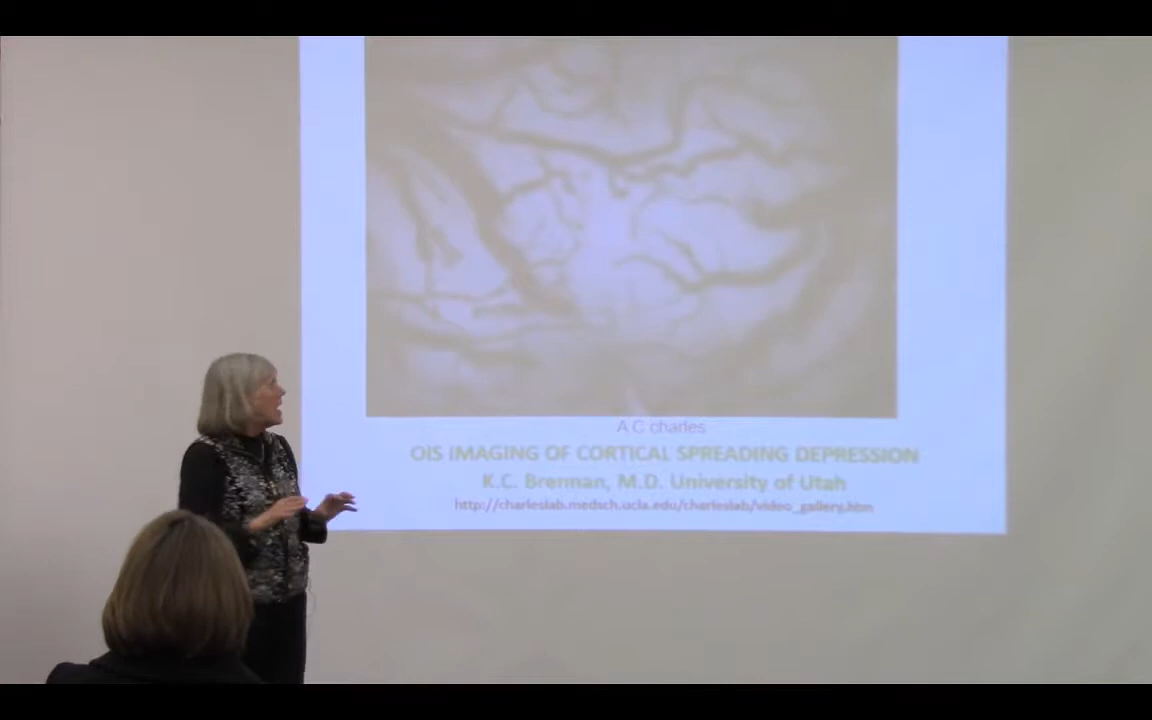 A C charles
OIS IMAGING OF CORTICAL SPREADING DEPRESSION
K.C. Brennan, M.D. University of Utah
http://charleslab.medsch.ucla.edu/charleslab/video_gallery.htm